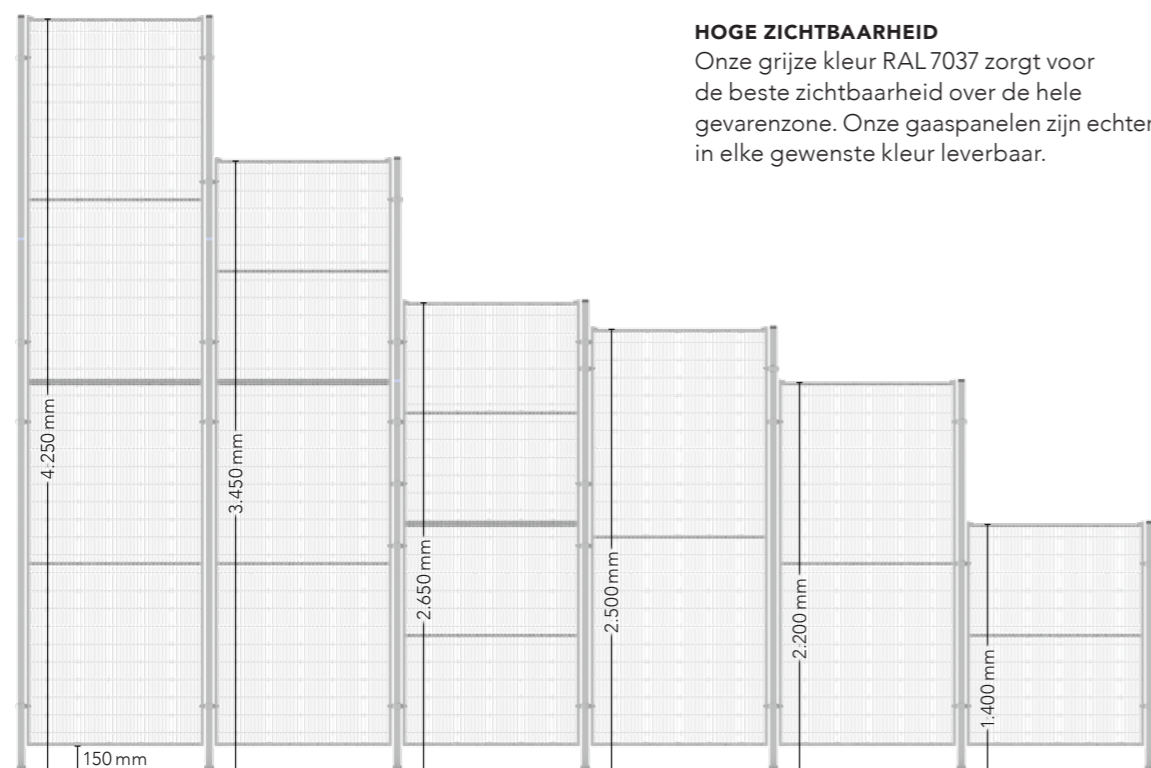 HOGE ZICHTBAARHEID
Onze grijze kleur RAL 7037 zorgt voor
de beste zichtbaarheid over de hele
gevarenzone. Onze gaaspanelen zijn echter
in elke gewenste kleur leverbaar.
4.250 mm
3.450 mm
2.650 mm
2.500 mm
2.200 mm
1.400 mm
150 mm